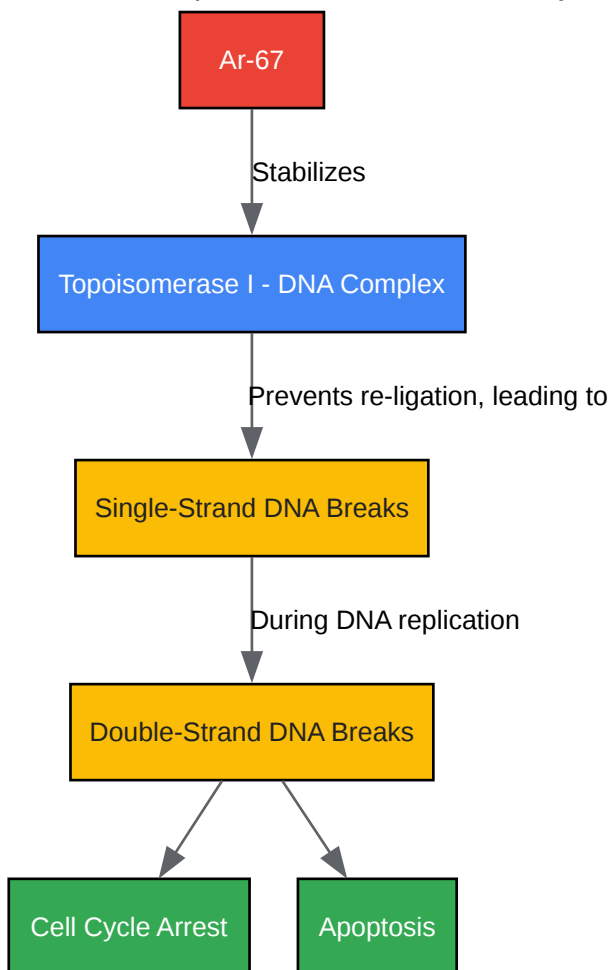 Ar-67
Stabilizes
Topoisomerase I - DNA Complex
Prevents re-ligation, leading to
Single-Strand DNA Breaks
During DNA replication
Double-Strand DNA Breaks
Cell Cycle Arrest
Apoptosis